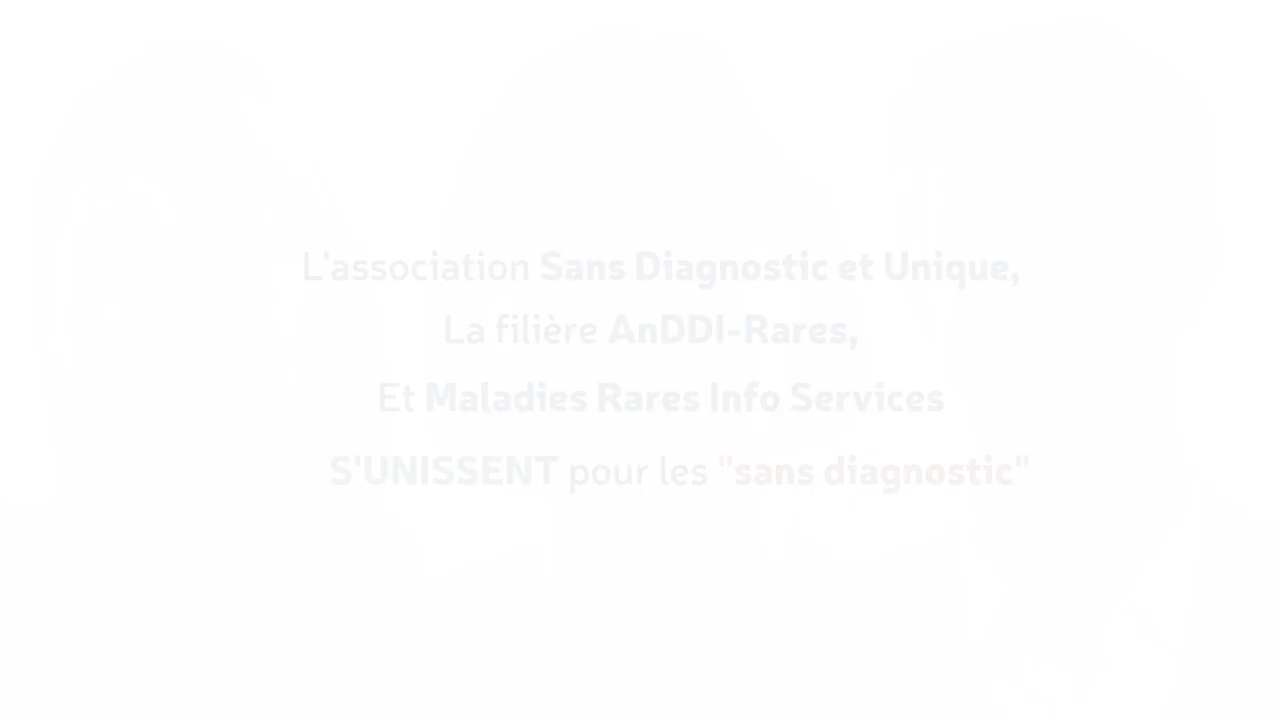 L'association Sans Diagnostic et Unique,
La filière AnDDI-Rares,
Et Maladies Rares Info Services
S'UNISSENT pour les "sans diagnostic"